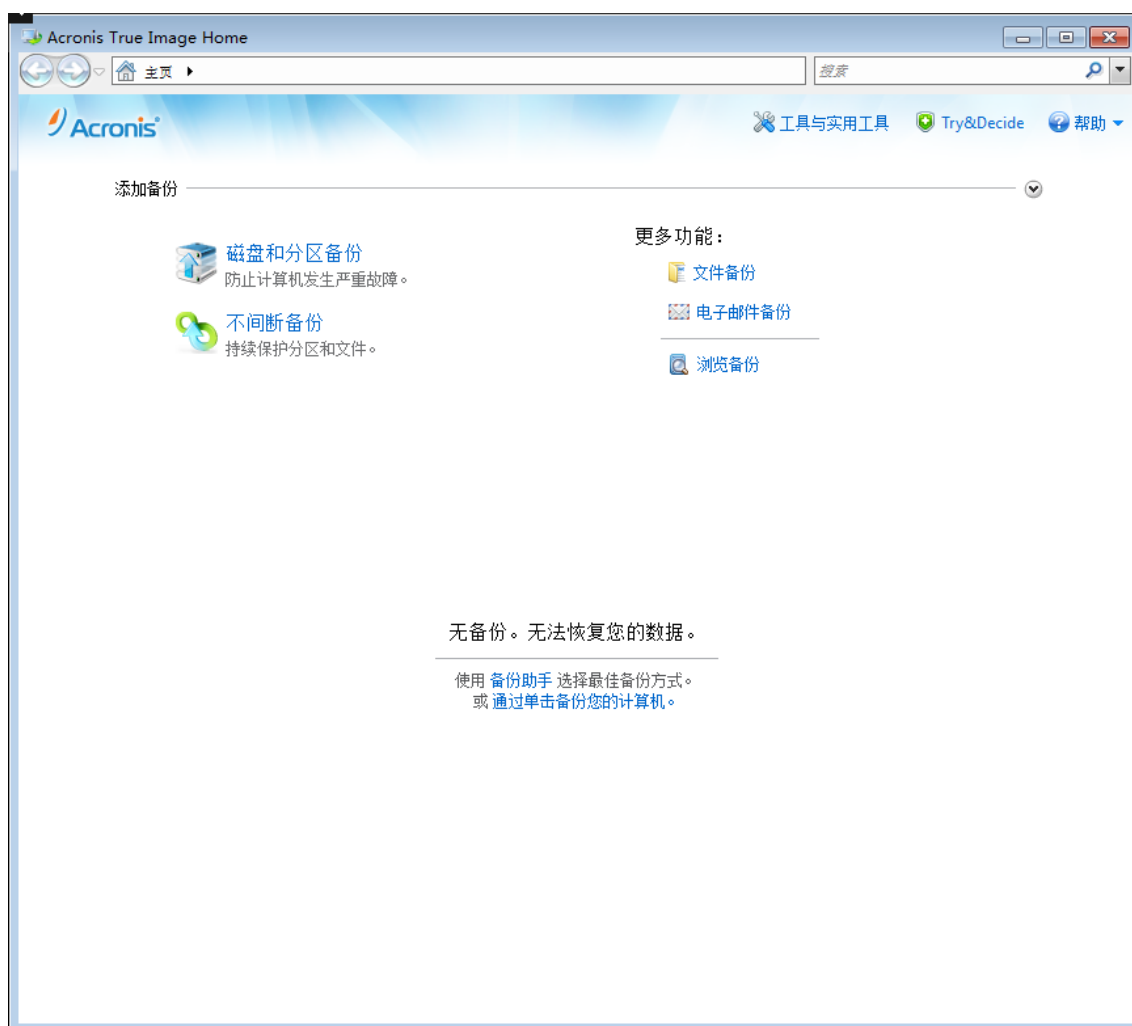 Acronis True Image Home
主页
搜索
Acronis
工具与实用工具 Try&Decide 帮助
添加备份
磁盘和分区备份
防止计算机发生严重故障。
不间断备份
持续保护分区和文件。
更多功能：
文件备份
电子邮件备份
浏览备份
无备份。无法恢复您的数据。
使用 备份助手 选择最佳备份方式。
或 通过单击备份您的计算机。